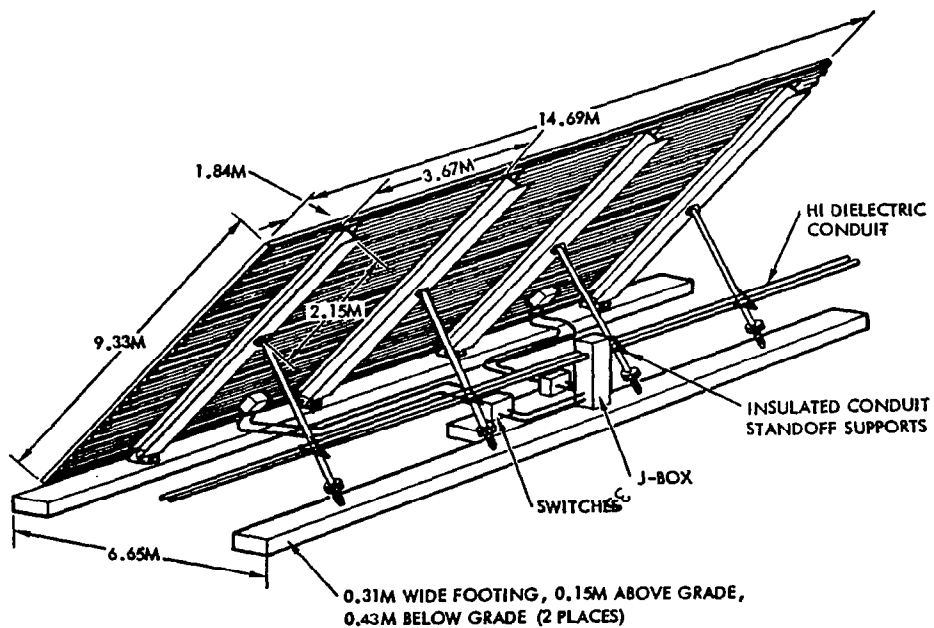 14.69M
3.67M
1.84M
HI DIELECTRIC
CONDUIT
2.15M
9.33M
INSULATED CONDUIT
STANDOFF SUPPORTS
J-BOX
SWITCHES
6.65M
0.31M WIDE FOOTING, 0.15M ABOVE GRADE,
0.43M BELOW GRADE (2 PLACES)